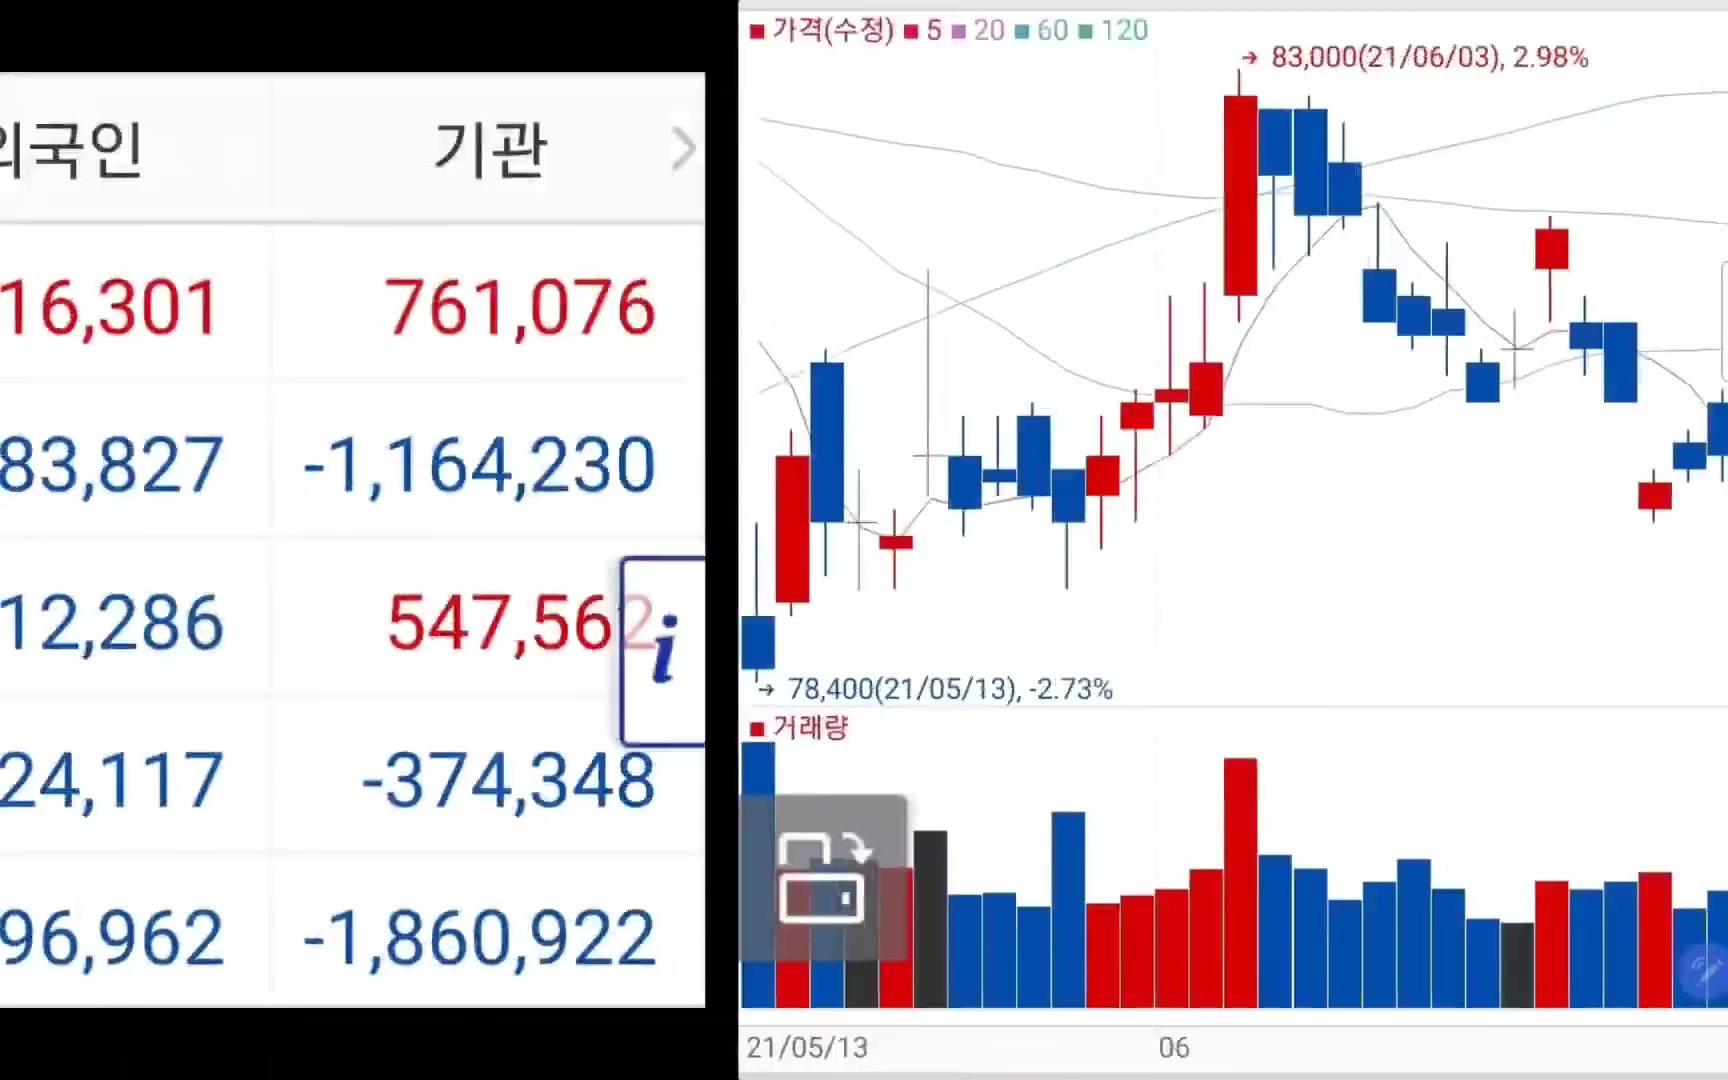 외국인 기관
16,301 761,076
83,827 -1,164,230
12,286 547,562
i
24,117 -374,348
96,962 -1,860,922
가격(수정) 5 20 60 120
83,000(21/06/03), 2.98%
78,400(21/05/13), -2.73%
거래량
21/05/13 06